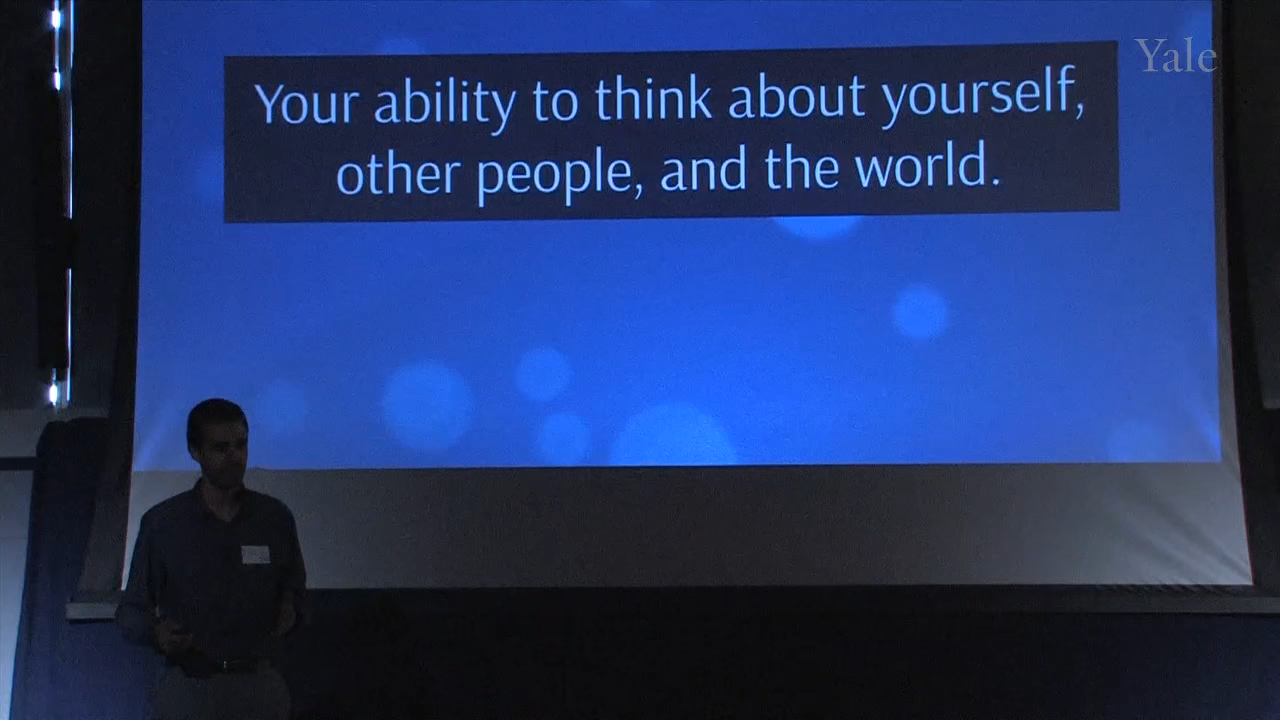 Yale
Your ability to think about yourself,
other people, and the world.